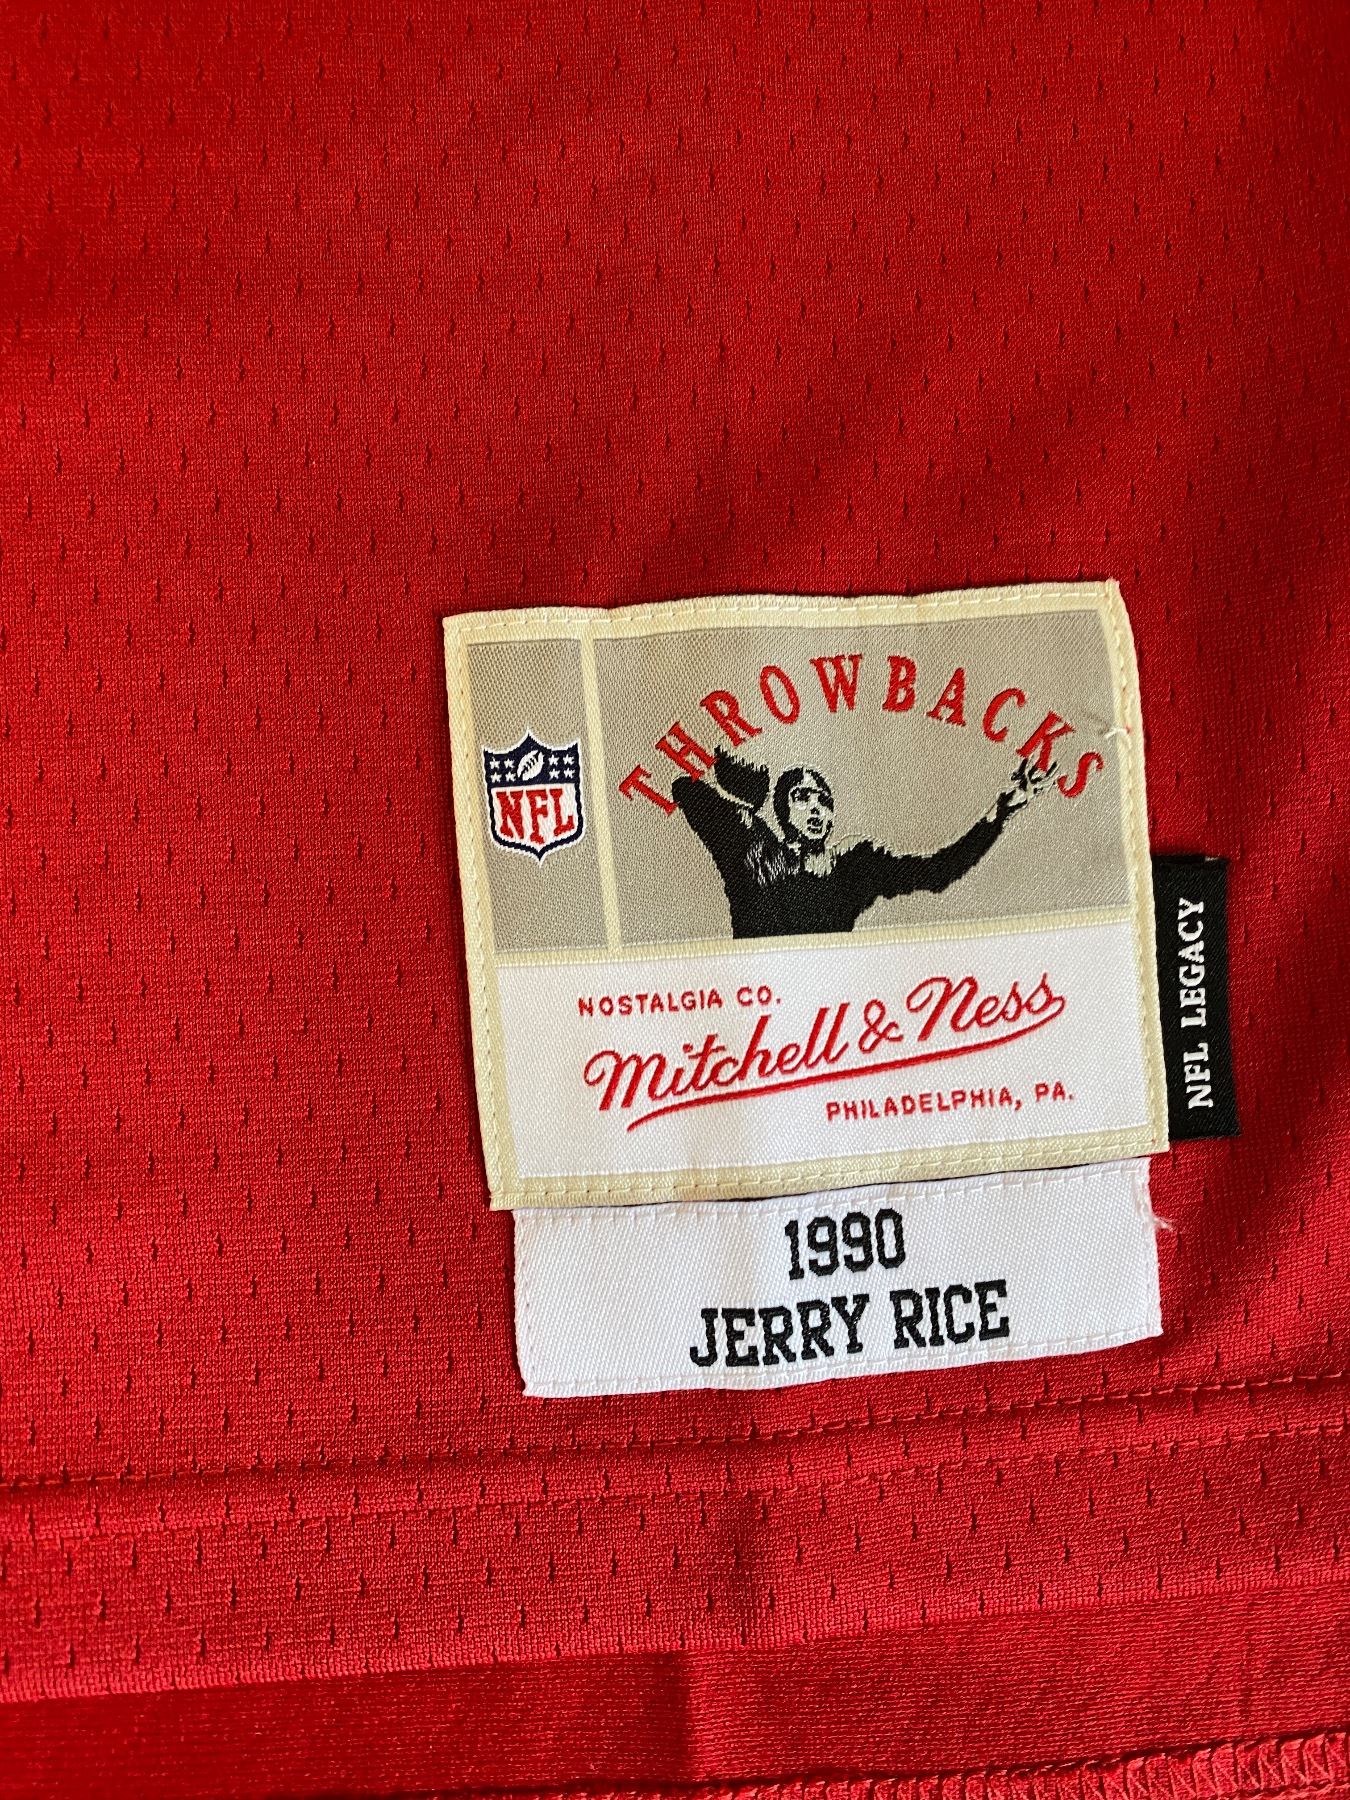 THROWBACKS
NFL
NOSTALGIA CO.
Mitchell & Ness
PHILADELPHIA, PA.
NFL LEGACY
1990
JERRY RICE